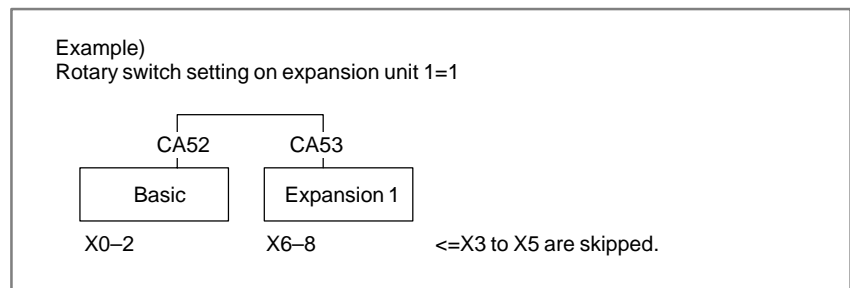 Example)
Rotary switch setting on expansion unit 1=1
CA52 CA53
Basic Expansion 1
X0–2 X6–8 <=X3 to X5 are skipped.